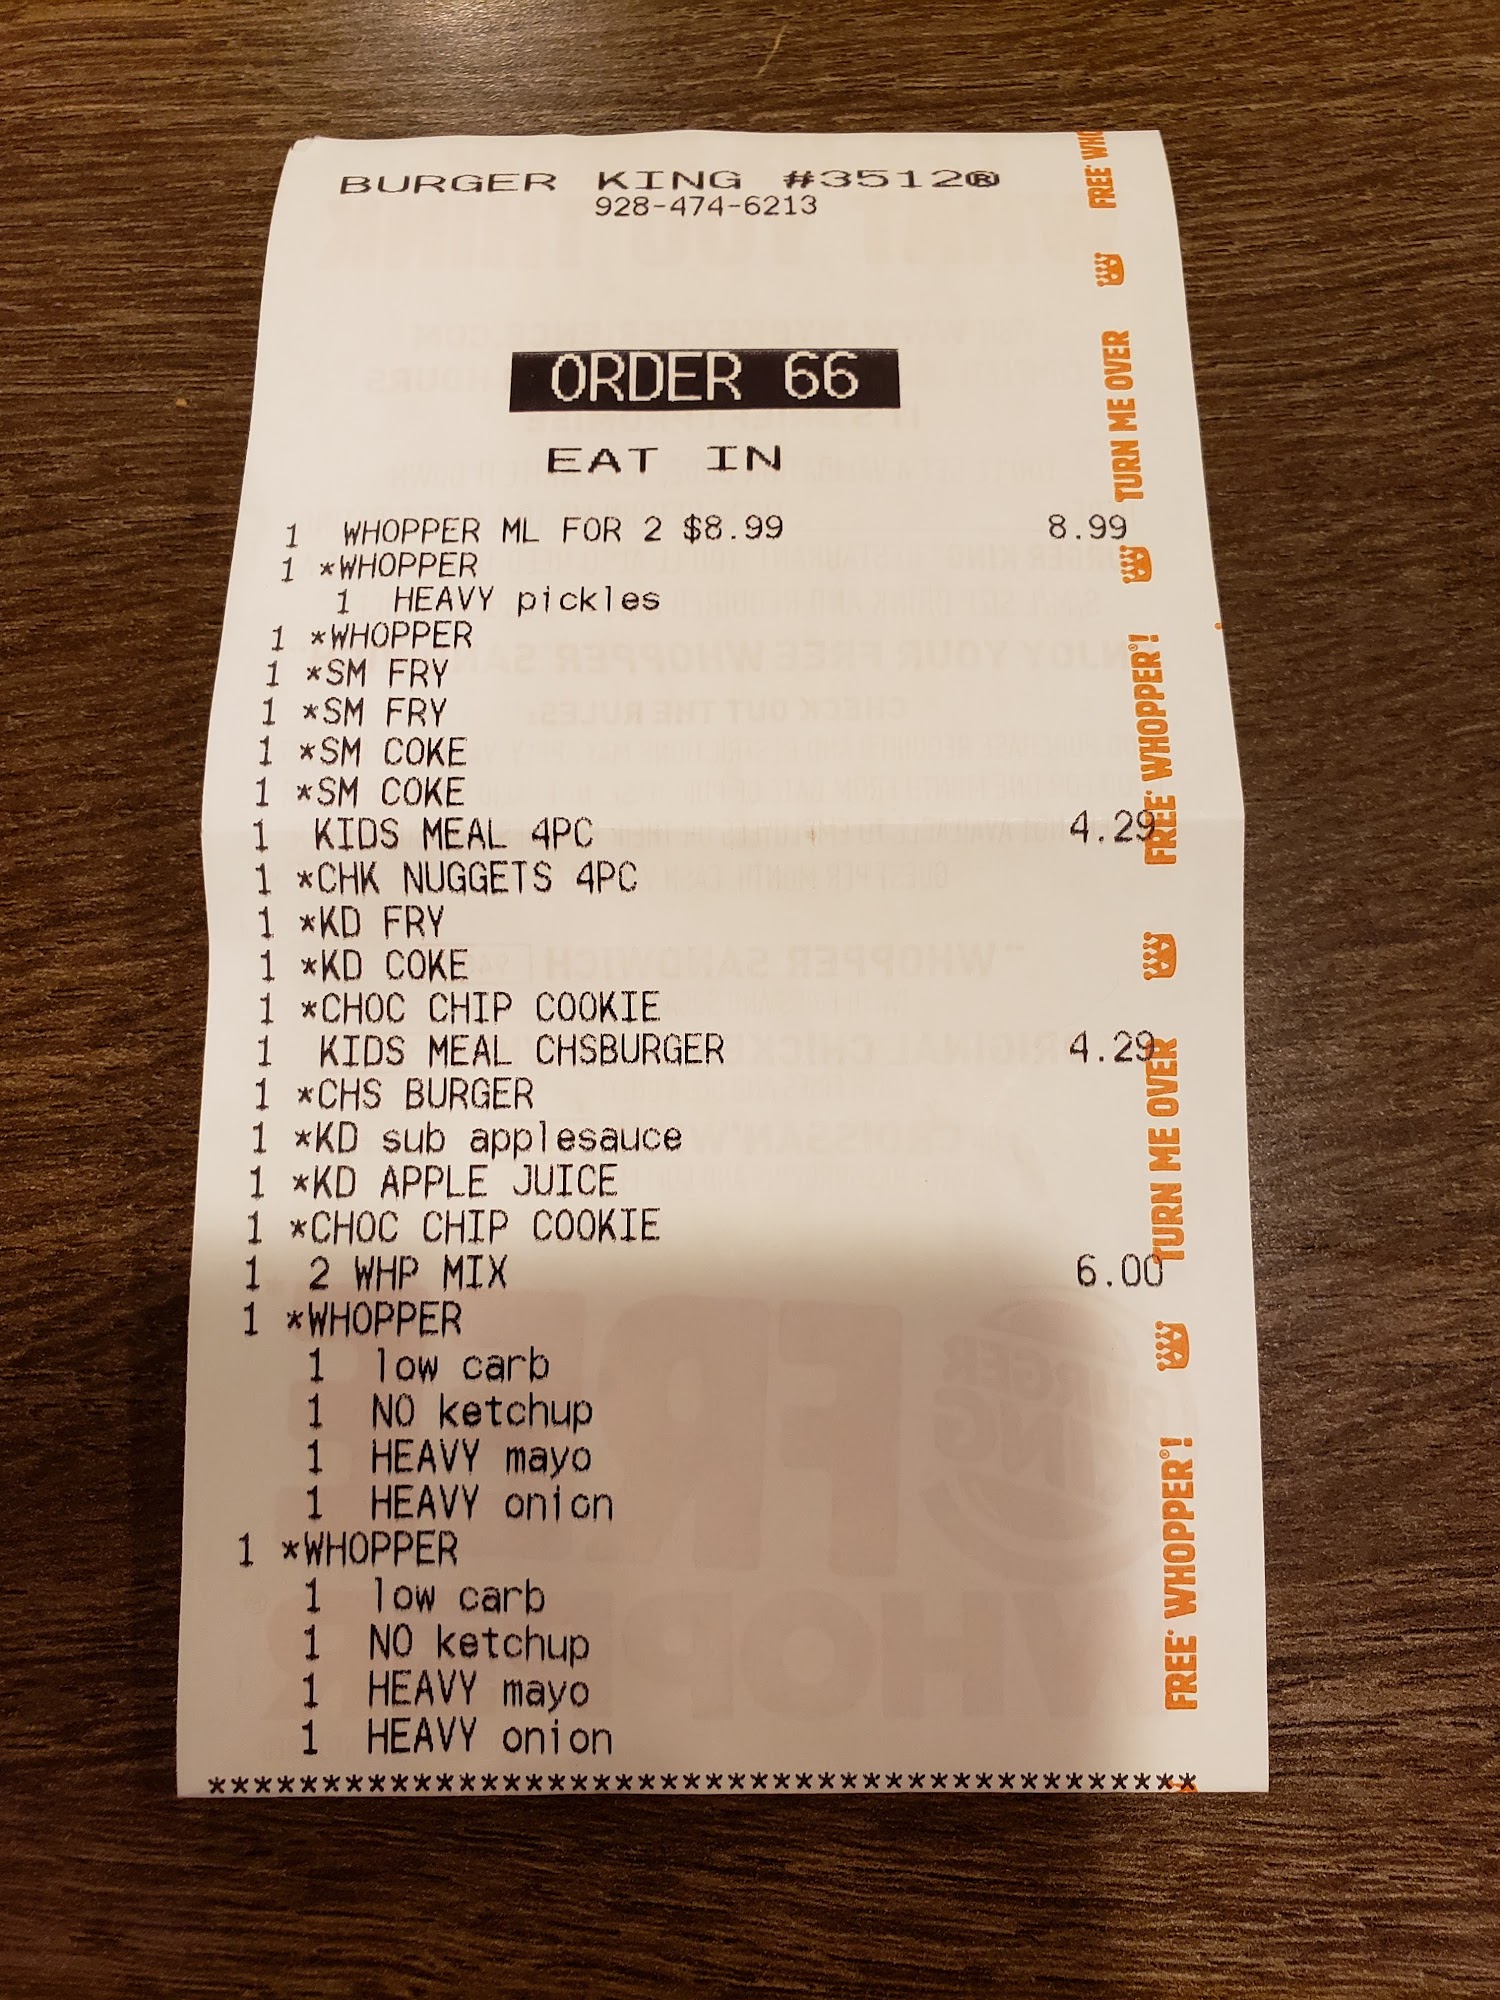 BURGER KING #3512®
928-474-6213
ORDER 66
EAT IN
1 WHOPPER ML FOR 2 $8.99 8.99
1 *WHOPPER
1 HEAVY pickles
1 *WHOPPER
1 *SM FRY
1 *SM FRY
1 *SM COKE
1 *SM COKE
1 KIDS MEAL 4PC 4.29
1 *CHK NUGGETS 4PC
1 *KD FRY
1 *KD COKE
1 *CHOC CHIP COOKIE
1 KIDS MEAL CHSBURGER 4.29
1 *CHS BURGER
1 *KD sub applesauce
1 *KD APPLE JUICE
1 *CHOC CHIP COOKIE
1 2 WHP MIX 6.00
1 *WHOPPER
1 low carb
1 NO ketchup
1 HEAVY mayo
1 HEAVY onion
1 *WHOPPER
1 low carb
1 NO ketchup
1 HEAVY mayo
1 HEAVY onion
*******************************************
FREE* WHOPPER®! TURN ME OVER FREE* WHOPPER®! TURN ME OVER FREE* WHO